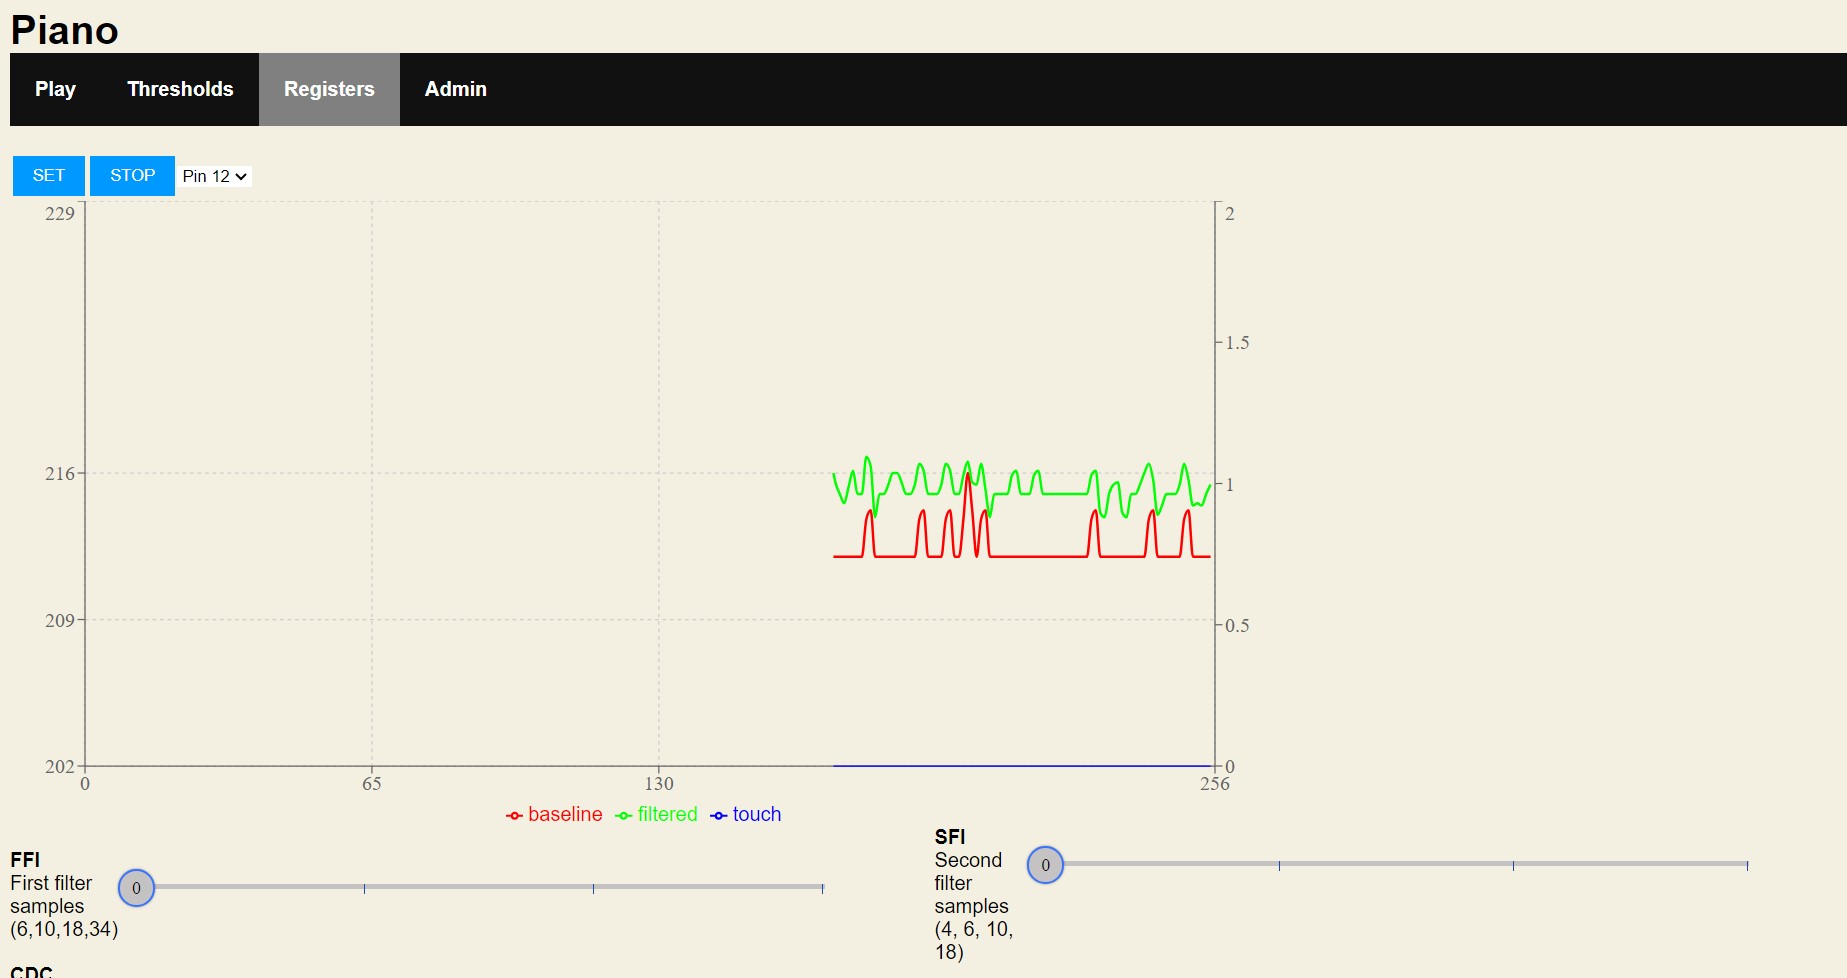 Piano
Play Thresholds Registers Admin
SET STOP Pin 12
229
216
209
202
2
1.5
1
0.5
0
0 65 130 256
baseline filtered touch
FFI
First filter
samples
(6,10,18,34)
0
SFI
Second
filter
samples
(4, 6, 10,
18)
0
CDC